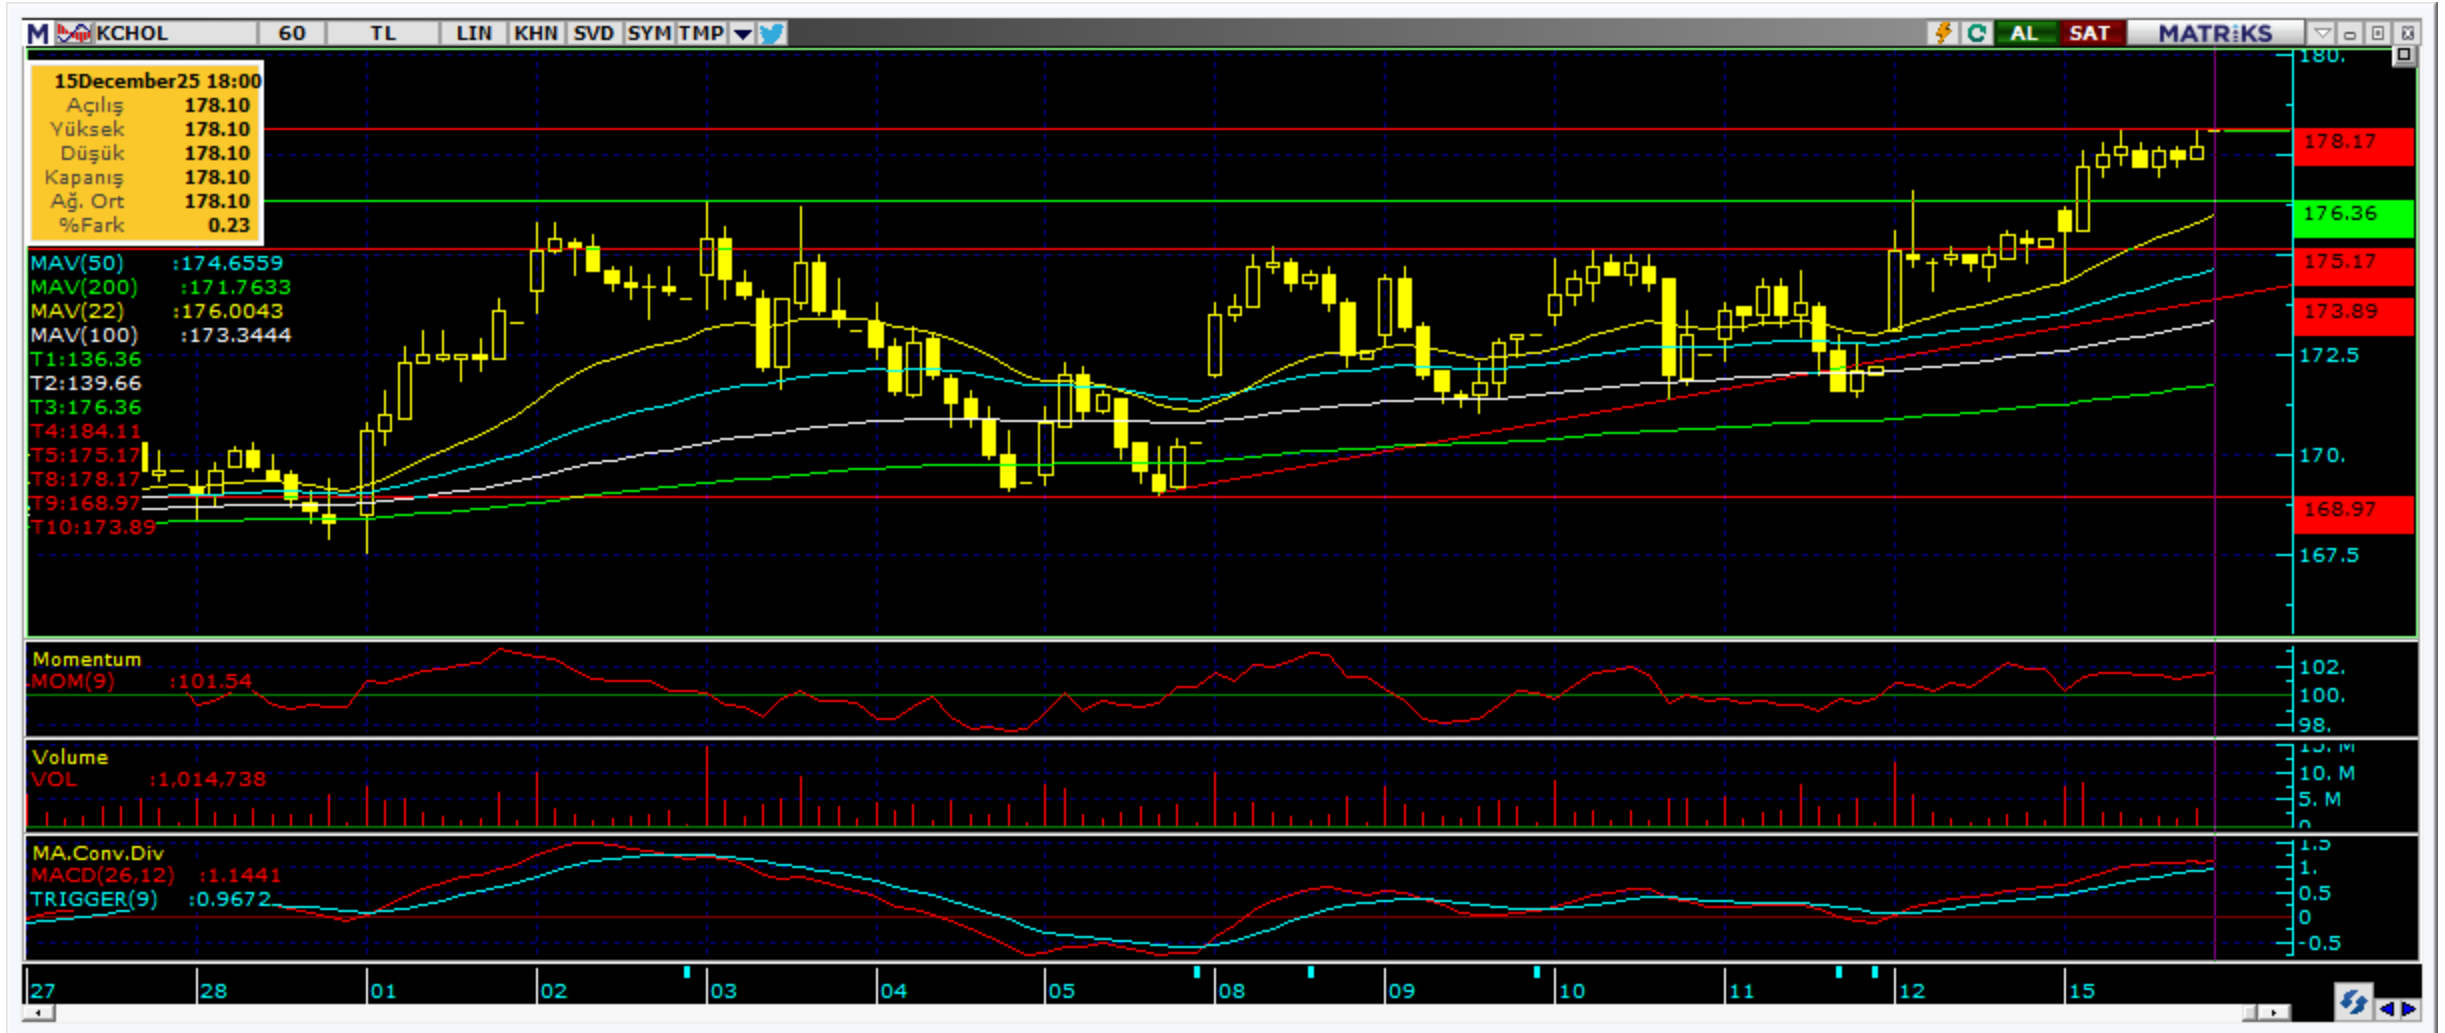 M KCHOL 60 TL LIN KHN SVD SYM TMP AL SAT MATRiKS
15December25 18:00
Açılış 178.10
Yüksek 178.10
Düşük 178.10
Kapanış 178.10
Ağ. Ort 178.10
%Fark 0.23
MAV(50) :174.6559
MAV(200) :171.7633
MAV(22) :176.0043
MAV(100) :173.3444
T1:136.36
T2:139.66
T3:176.36
T4:184.11
T5:175.17
T8:178.17
T9:168.97
T10:173.89
180.
178.17
176.36
175.17
173.89
172.5
170.
168.97
167.5
Momentum
MOM(9) :101.54
102.
100.
98.
Volume
VOL :1,014,738
15. M
10. M
5. M
0
MA.Conv.Div
MACD(26,12) :1.1441
TRIGGER(9) :0.9672
1.5
1.
0.5
0
-0.5
27 28 01 02 03 04 05 08 09 10 11 12 15